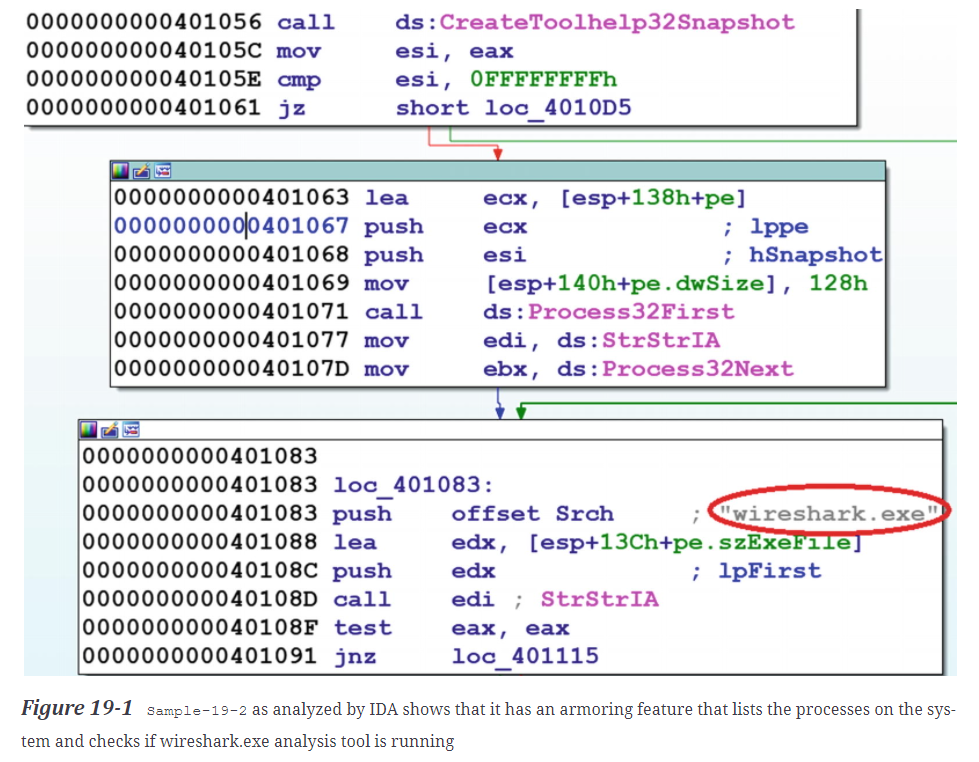 0000000000401056 call ds:CreateToolhelp32Snapshot
000000000040105C mov esi, eax
000000000040105E cmp esi, 0FFFFFFFFh
0000000000401061 jz short loc_4010D5
0000000000401063 lea ecx, [esp+138h+pe]
0000000000401067 push ecx ; lppe
0000000000401068 push esi ; hSnapshot
0000000000401069 mov [esp+140h+pe.dwSize], 128h
0000000000401071 call ds:Process32First
0000000000401077 mov edi, ds:StrStrIA
000000000040107D mov ebx, ds:Process32Next
0000000000401083
0000000000401083 loc_401083:
0000000000401083 push offset Srch ; "wireshark.exe"
0000000000401088 lea edx, [esp+13Ch+pe.szExeFile]
000000000040108C push edx ; lpFirst
000000000040108D call edi ; StrStrIA
000000000040108F test eax, eax
0000000000401091 jnz loc_401115
Figure 19-1 Sample-19-2 as analyzed by IDA shows that it has an armoring feature that lists the processes on the sys-
tem and checks if wireshark.exe analysis tool is running